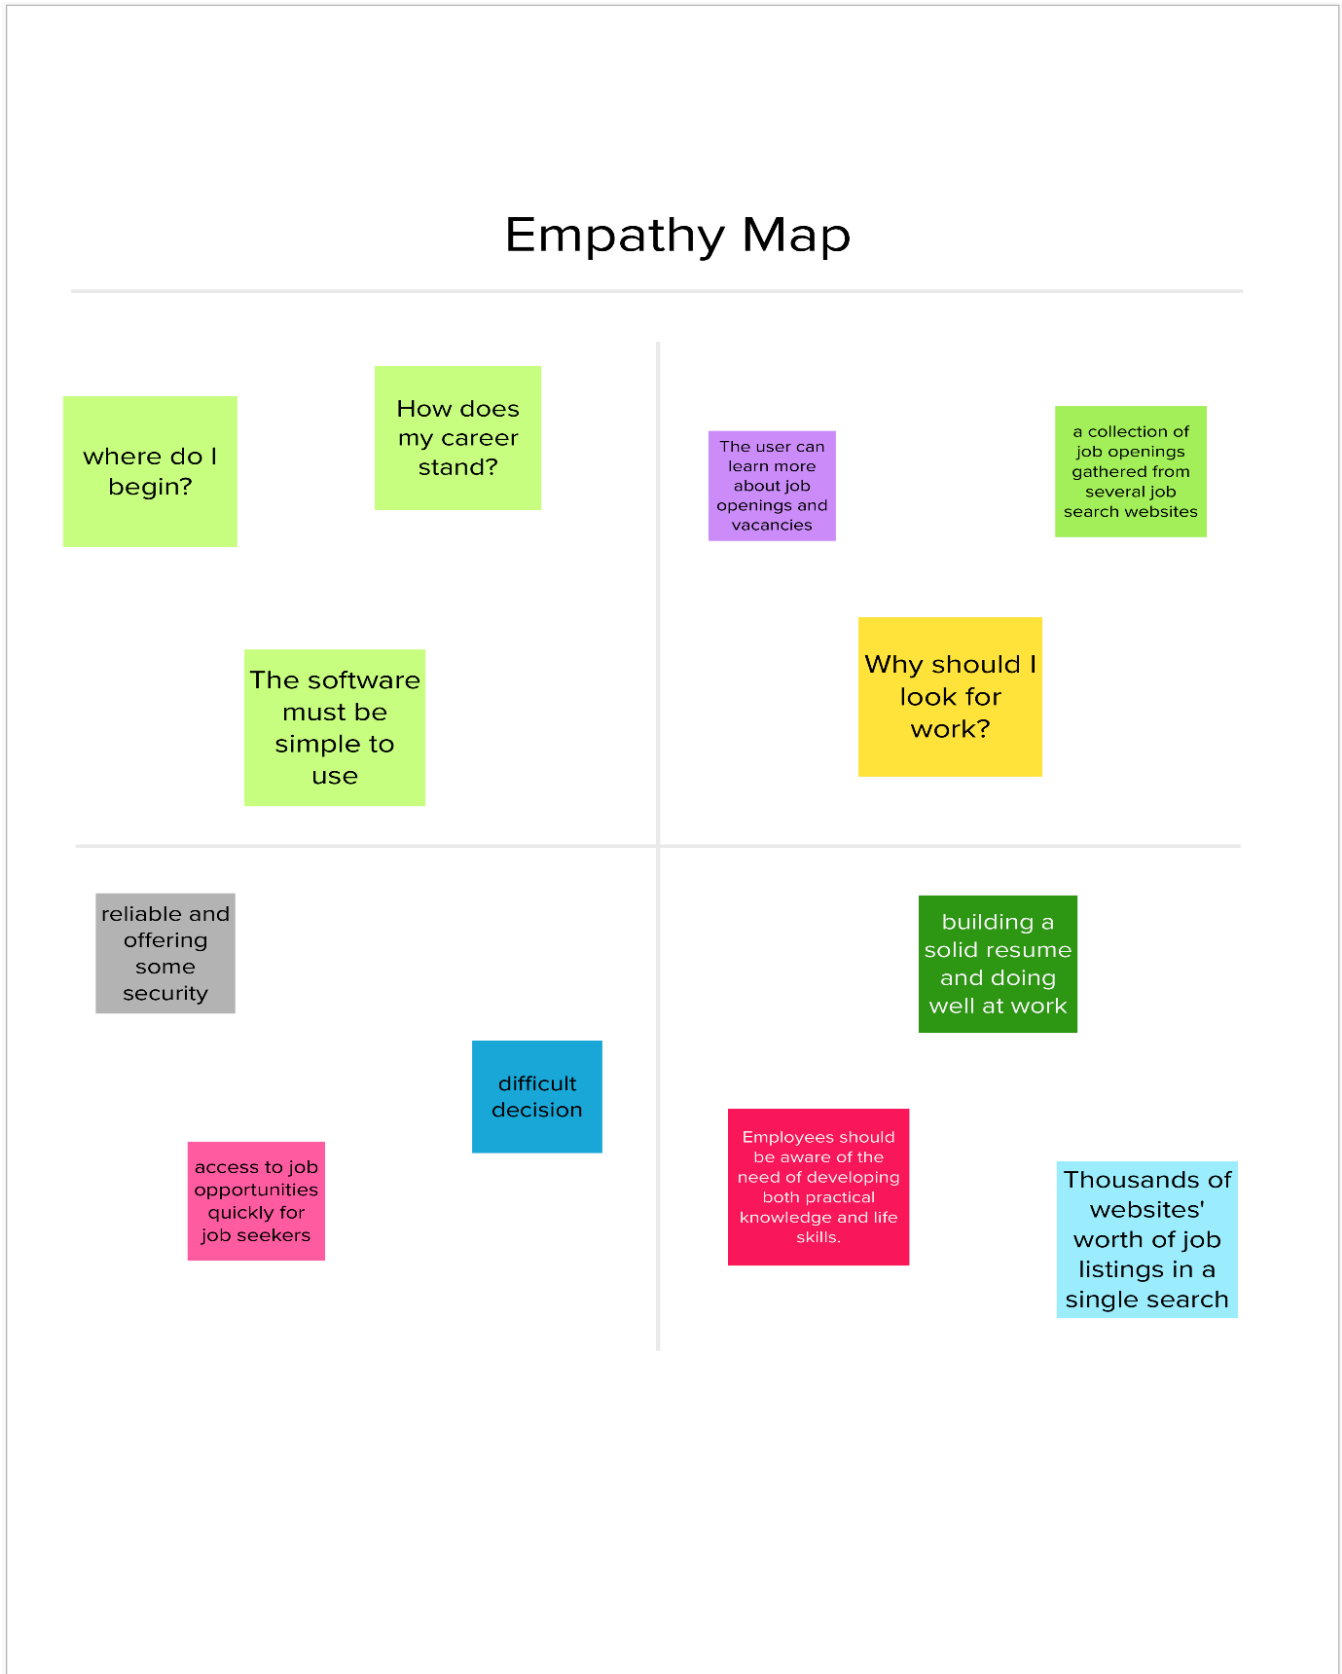 Empathy Map
where do I
begin?
How does
my career
stand?
The software
must be
simple to
use
The user can
learn more
about job
openings and
vacancies
a collection of
job openings
gathered from
several job
search websites
Why should I
look for
work?
reliable and
offering
some
security
difficult
decision
access to job
opportunities
quickly for
job seekers
building a
solid resume
and doing
well at work
Employees should
be aware of the
need of developing
both practical
knowledge and life
skills.
Thousands of
websites'
worth of job
listings in a
single search